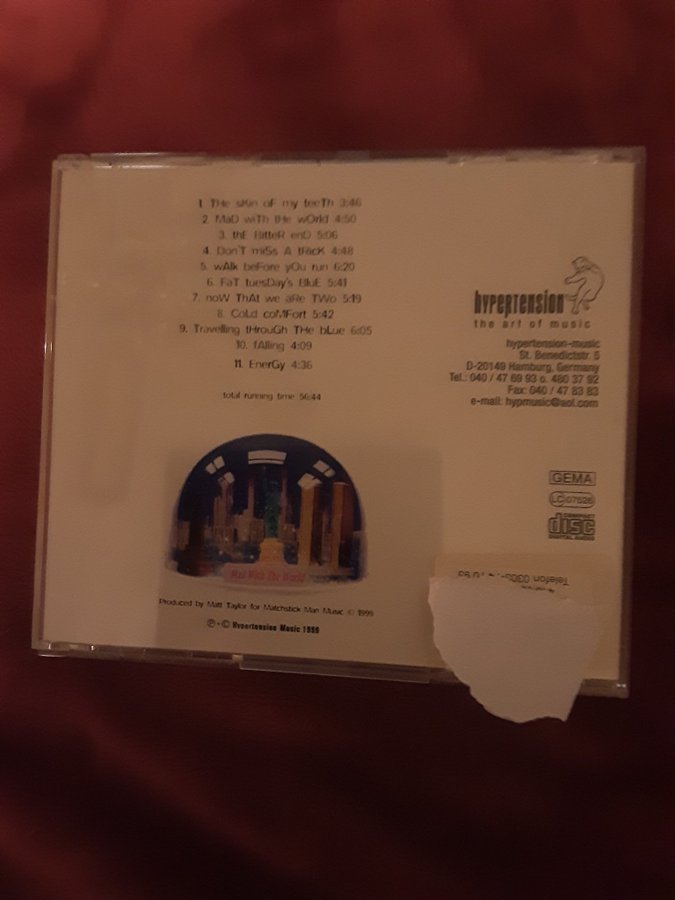 1. THe sKin oF my teeTh 3:46
2. MaD wiTh tHe wOrld 4:50
3. thE BitteR enD 5:06
4. Don'T miSs A tRacK 4:48
5. wAlk beFore yOu run 6:20
6. FaT tuesDay's BluE 5:41
7. noW ThAt we aRe TWo 5:19
8. CoLd coMFort 5:42
9. Travelling tHrouGh THe bLue 6:05
10. fAlling 4:09
11. EnerGy 4:36
total running time 56:44
Mad With The World
Produced by Matt Taylor for Matchstick Man Music © 1999
℗ + © Hypertension Music 1999
hypertension
the art of music
hypertension-music
St. Benedictstr. 5
D-20149 Hamburg, Germany
Tel.: 040 / 47 69 93 o. 480 37 92
Fax: 040 / 47 83 83
e-mail: hypmusic@aol.com
GEMA
LC 07526
COMPACT
disc
DIGITAL AUDIO
Telefon